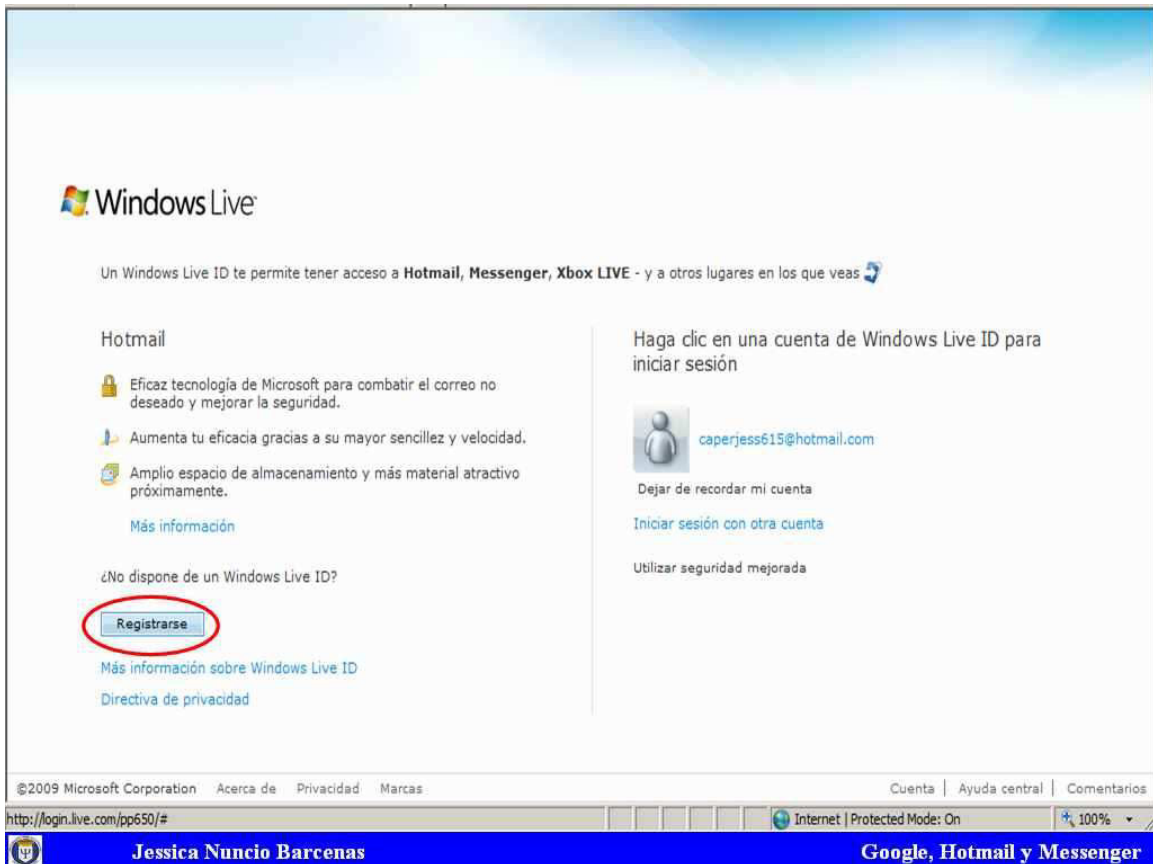 Windows Live
Un Windows Live ID te permite tener acceso a Hotmail, Messenger, Xbox LIVE - y a otros lugares en los que veas
Hotmail
Eficaz tecnología de Microsoft para combatir el correo no
deseado y mejorar la seguridad.
Aumenta tu eficacia gracias a su mayor sencillez y velocidad.
Amplio espacio de almacenamiento y más material atractivo
próximamente.
Más información
¿No dispone de un Windows Live ID?
Registrarse
Más información sobre Windows Live ID
Directiva de privacidad
Haga clic en una cuenta de Windows Live ID para
iniciar sesión
caperjess615@hotmail.com
Dejar de recordar mi cuenta
Iniciar sesión con otra cuenta
Utilizar seguridad mejorada
©2009 Microsoft Corporation Acerca de Privacidad Marcas Cuenta | Ayuda central | Comentarios
http://login.live.com/pp650/# Internet | Protected Mode: On 100%
Jessica Nuncio Barcenas Google, Hotmail y Messenger